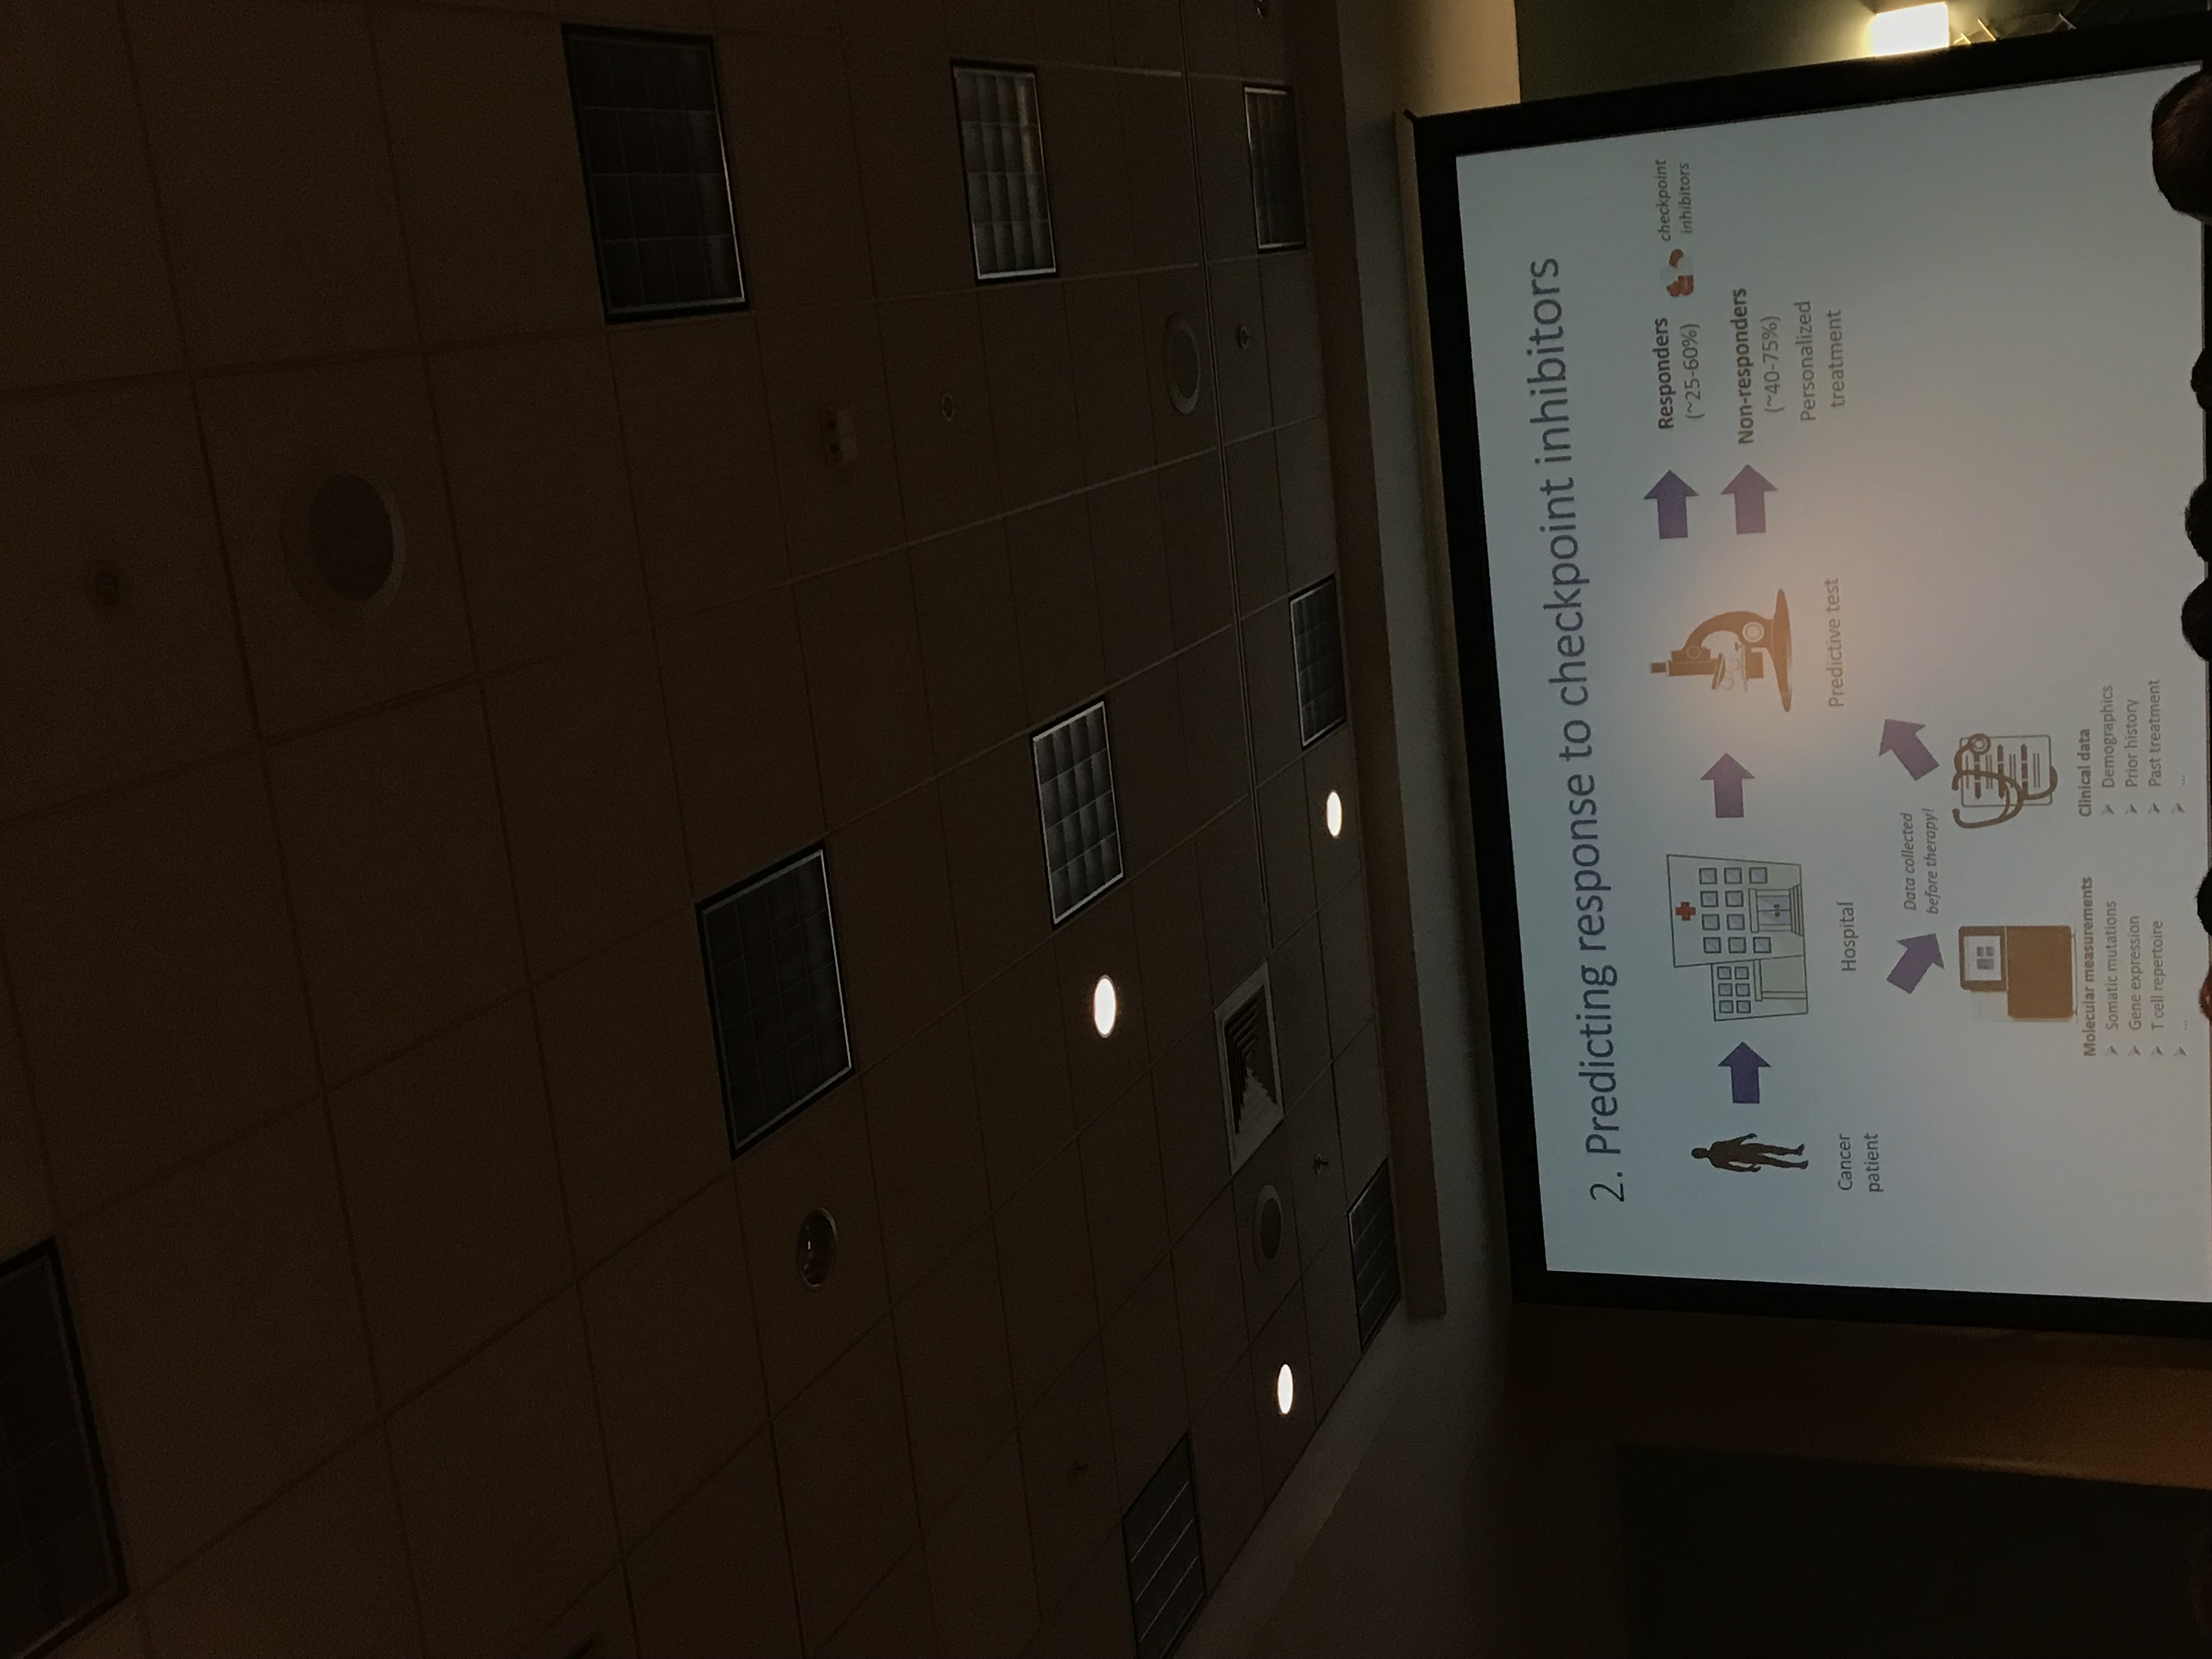 2. Predicting response to checkpoint inhibitors
Responders
(~25-60%)
checkpoint
inhibitors
Non-responders
(~40-75%)
Personalized
treatment
Cancer
patient
Hospital
Predictive test
Data collected
before therapy!
Molecular measurements
➢ Somatic mutations
➢ Gene expression
➢ T cell repertoire
➢ ...
Clinical data
➢ Demographics
➢ Prior history
➢ Past treatment
➢ ...